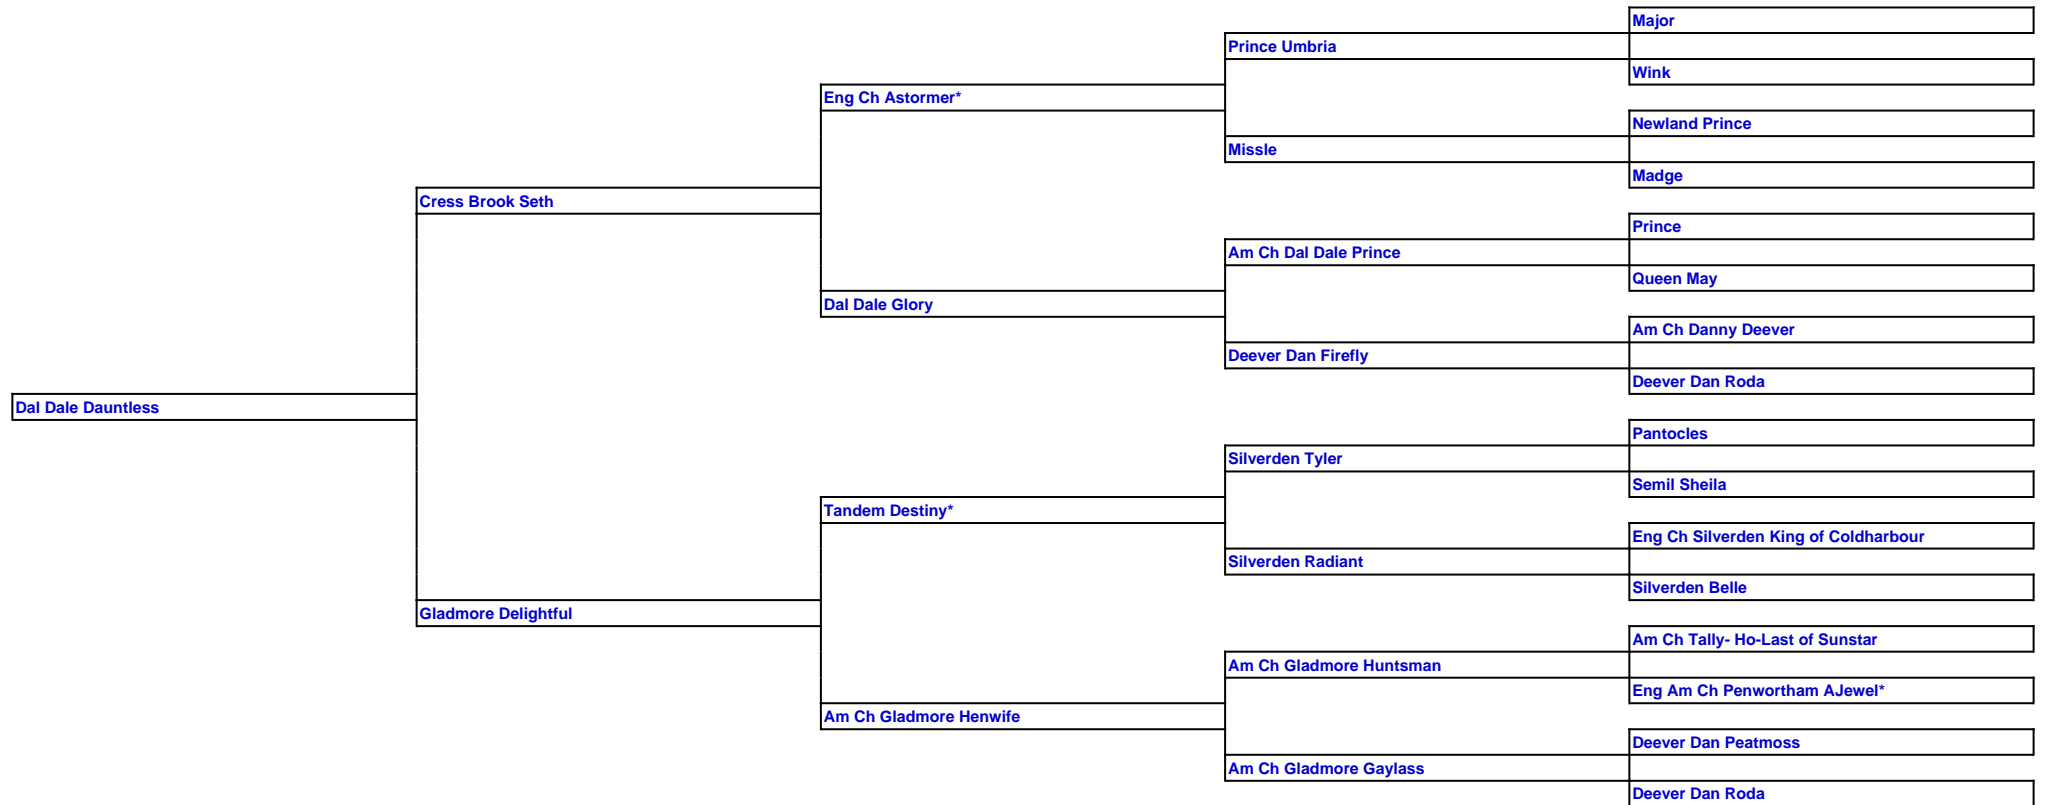 Major
Prince Umbria
Wink
Eng Ch Astormer*
Newland Prince
Missle
Madge
Cress Brook Seth
Prince
Am Ch Dal Dale Prince
Queen May
Dal Dale Glory
Am Ch Danny Deever
Deever Dan Firefly
Deever Dan Roda
Dal Dale Dauntless
Pantocles
Silverden Tyler
Semil Sheila
Tandem Destiny*
Eng Ch Silverden King of Coldharbour
Silverden Radiant
Silverden Belle
Gladmore Delightful
Am Ch Tally- Ho-Last of Sunstar
Am Ch Gladmore Huntsman
Eng Am Ch Penwortham AJewel*
Am Ch Gladmore Henwife
Deever Dan Peatmoss
Am Ch Gladmore Gaylass
Deever Dan Roda